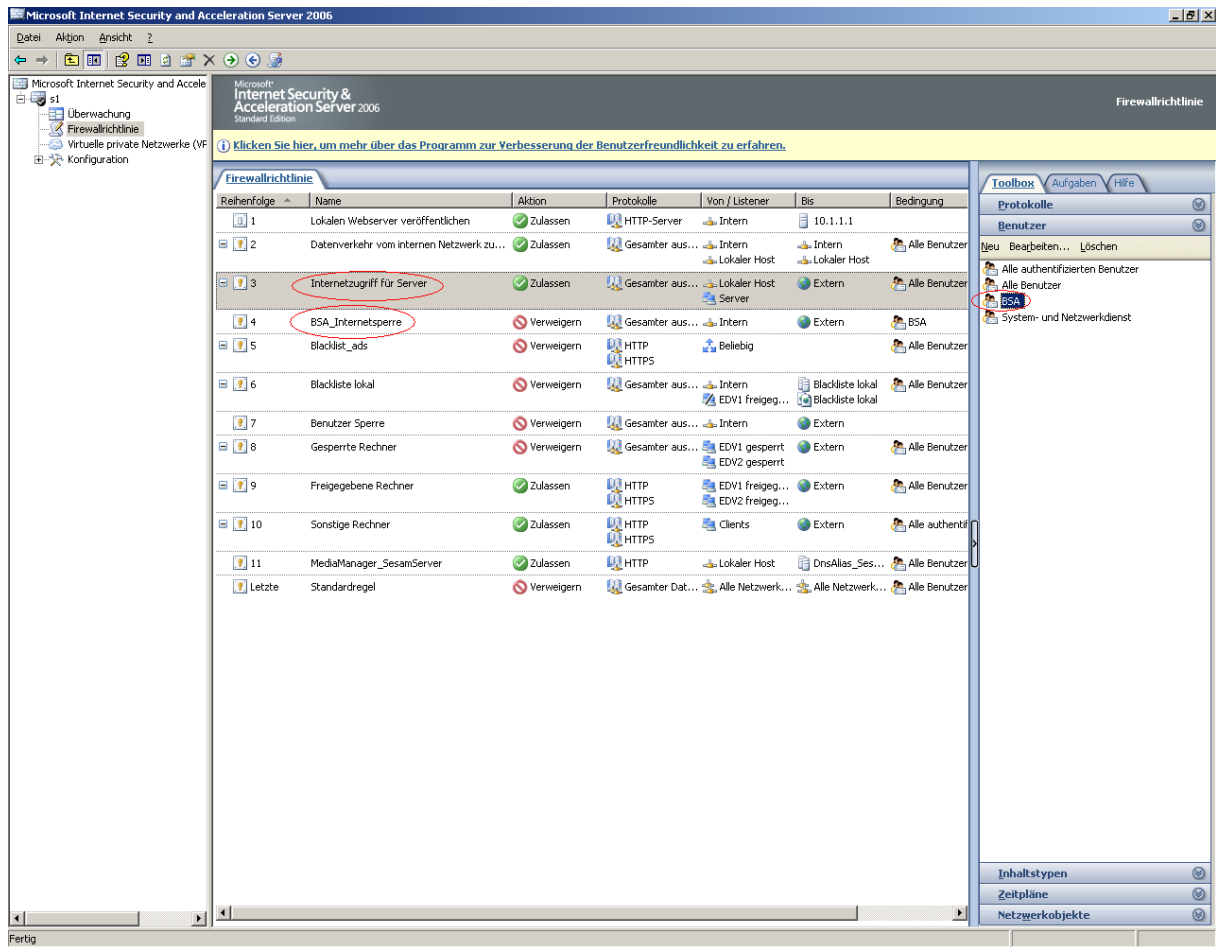 Microsoft Internet Security and Acceleration Server 2006
Datei Aktion Ansicht ?
Microsoft Internet Security and Accele
s1
Überwachung
Firewallrichtlinie
Virtuelle private Netzwerke (VP
Konfiguration
Microsoft®
Internet Security &
Acceleration Server 2006
Standard Edition
Firewallrichtlinie
Klicken Sie hier, um mehr über das Programm zur Verbesserung der Benutzerfreundlichkeit zu erfahren.
Firewallrichtlinie
Reihenfolge Name Aktion Protokolle Von / Listener Bis Bedingung
1 Lokalen Webserver veröffentlichen Zulassen HTTP-Server Intern 10.1.1.1
2 Datenverkehr vom internen Netzwerk zu... Zulassen Gesamter aus... Intern Intern Alle Benutzer
Lokaler Host Lokaler Host
3 Internetzugriff für Server Zulassen Gesamter aus... Lokaler Host Extern Alle Benutzer
Server
4 BSA_Internetsperre Verweigern Gesamter aus... Intern Extern BSA
5 Blacklist_ads Verweigern HTTP Beliebig Alle Benutzer
HTTPS
6 Blackliste lokal Verweigern Gesamter aus... Intern Blackliste lokal Alle Benutzer
EDV1 freigeg... Blackliste lokal
7 Benutzer Sperre Verweigern Gesamter aus... Intern Extern
8 Gesperrte Rechner Verweigern Gesamter aus... EDV1 gesperrt Extern Alle Benutzer
EDV2 gesperrt
9 Freigegebene Rechner Zulassen HTTP EDV1 freigeg... Extern Alle Benutzer
HTTPS EDV2 freigeg...
10 Sonstige Rechner Zulassen HTTP Clients Extern Alle authentif
HTTPS
11 MediaManager_SesamServer Zulassen HTTP Lokaler Host DnsAlias_Ses... Alle Benutzer
Letzte Standardregel Verweigern Gesamter Dat... Alle Netzwerk... Alle Netzwerk... Alle Benutzer
Toolbox Aufgaben Hilfe
Protokolle
Benutzer
Neu Bearbeiten... Löschen
Alle authentifizierten Benutzer
Alle Benutzer
BSA
System- und Netzwerkdienst
Inhaltstypen
Zeitpläne
Netzwerkobjekte
Fertig